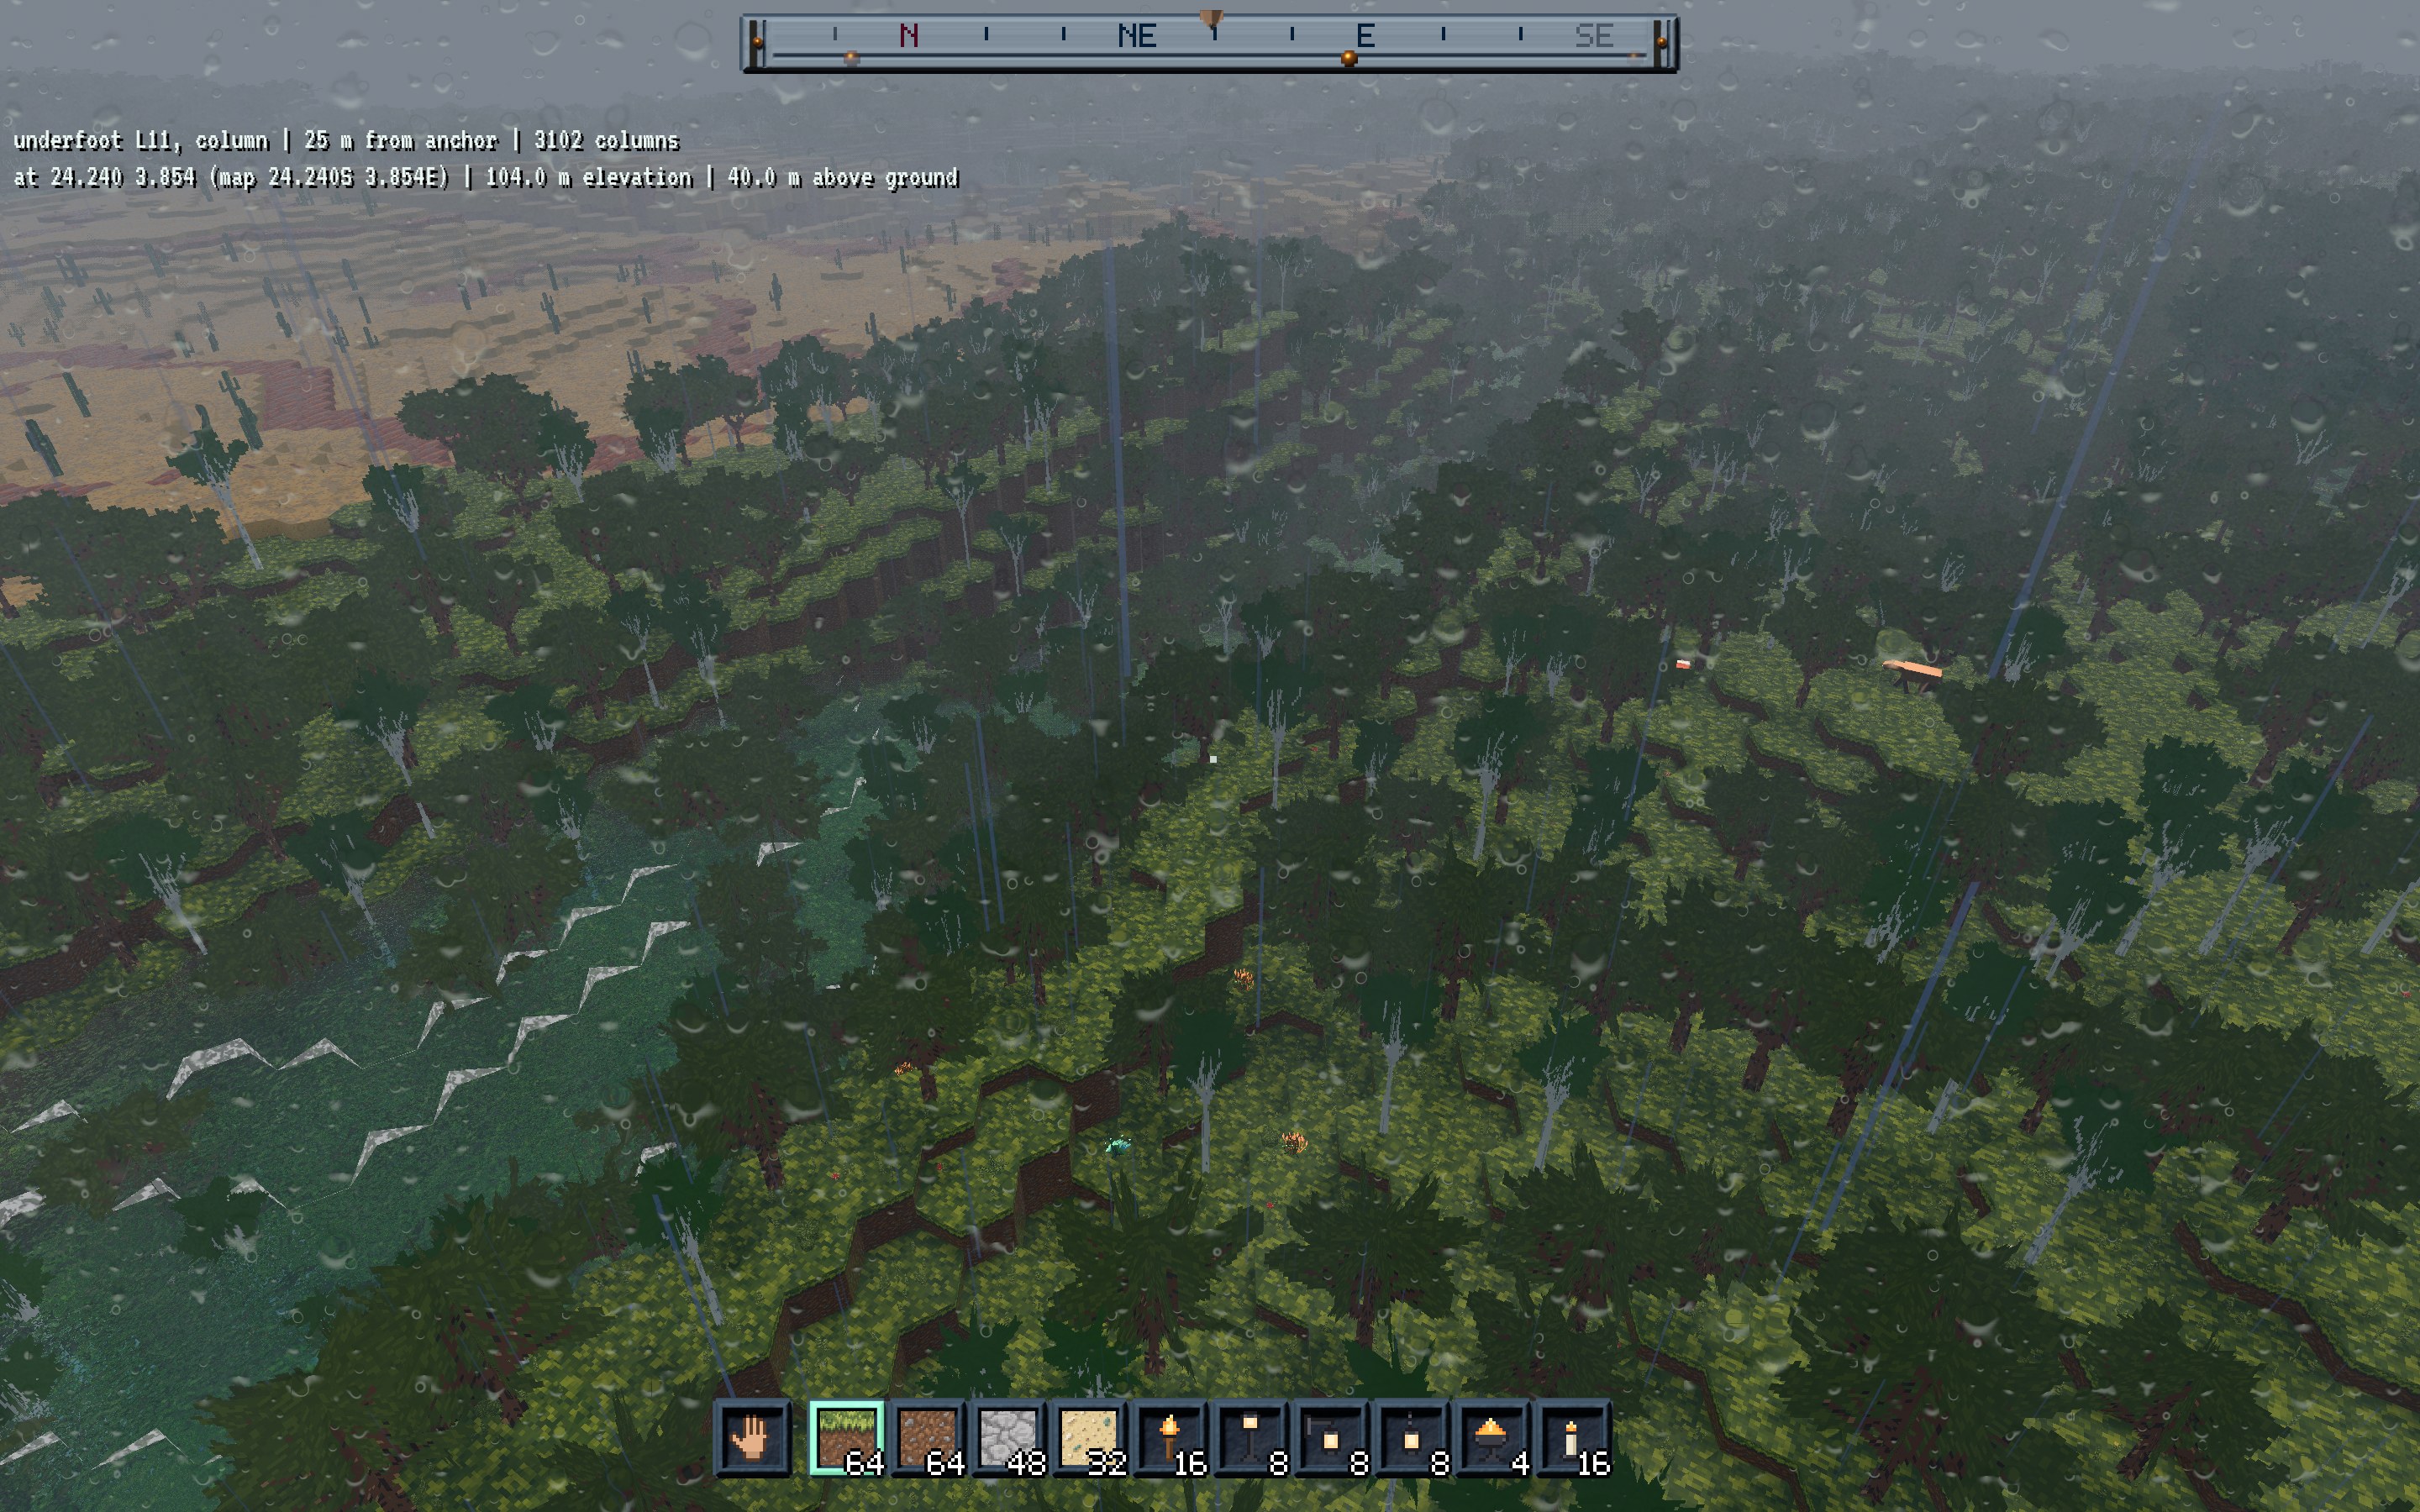 N NE E SE
underfoot L11, column | 25 m from anchor | 3102 columns
at 24.240 3.854 (map 24.240S 3.854E) | 104.0 m elevation | 40.0 m above ground
64 64 48 32 16 8 8 8 4 16